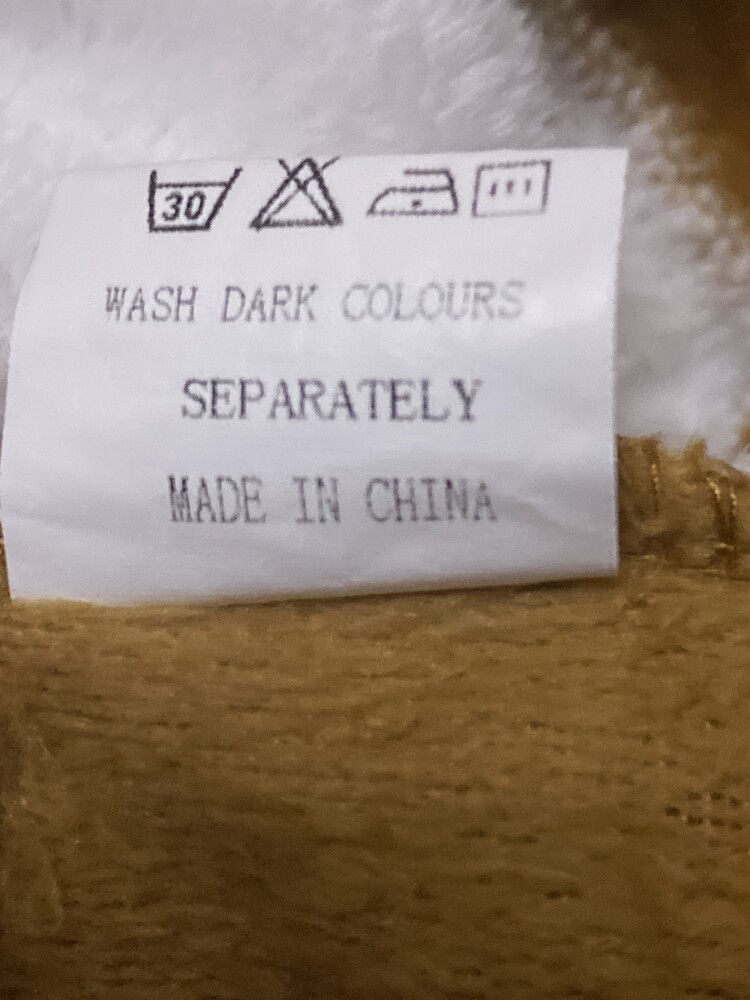 30
WASH DARK COLOURS
SEPARATELY
MADE IN CHINA